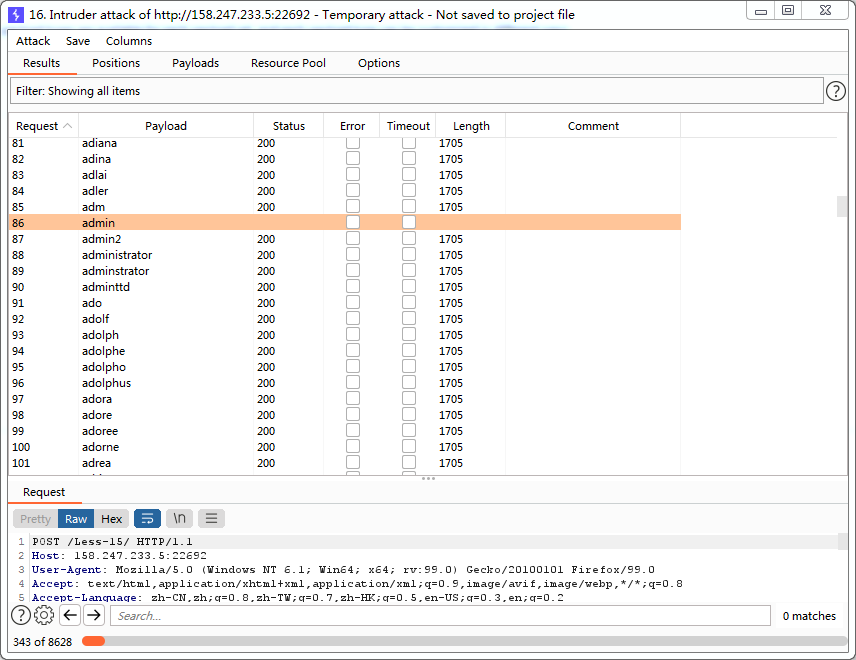 16. Intruder attack of http://158.247.233.5:22692 - Temporary attack - Not saved to project file
Attack Save Columns
Results Positions Payloads Resource Pool Options
Filter: Showing all items
?
Request Payload Status Error Timeout Length Comment
81 adiana 200 1705
82 adina 200 1705
83 adlai 200 1705
84 adler 200 1705
85 adm 200 1705
86 admin
87 admin2 200 1705
88 administrator 200 1705
89 adminstrator 200 1705
90 adminttd 200 1705
91 ado 200 1705
92 adolf 200 1705
93 adolph 200 1705
94 adolphe 200 1705
95 adolpho 200 1705
96 adolphus 200 1705
97 adora 200 1705
98 adore 200 1705
99 adoree 200 1705
100 adorne 200 1705
101 adrea 200 1705
Request
Pretty Raw Hex \n
1 POST /Less-15/ HTTP/1.1
2 Host: 158.247.233.5:22692
3 User-Agent: Mozilla/5.0 (Windows NT 6.1; Win64; x64; rv:99.0) Gecko/20100101 Firefox/99.0
4 Accept: text/html,application/xhtml+xml,application/xml;q=0.9,image/avif,image/webp,*/*;q=0.8
5 Accept-Language: zh-CN,zh;q=0.8,zh-TW;q=0.7,zh-HK;q=0.5,en-US;q=0.3,en;q=0.2
? Search... 0 matches
343 of 8628